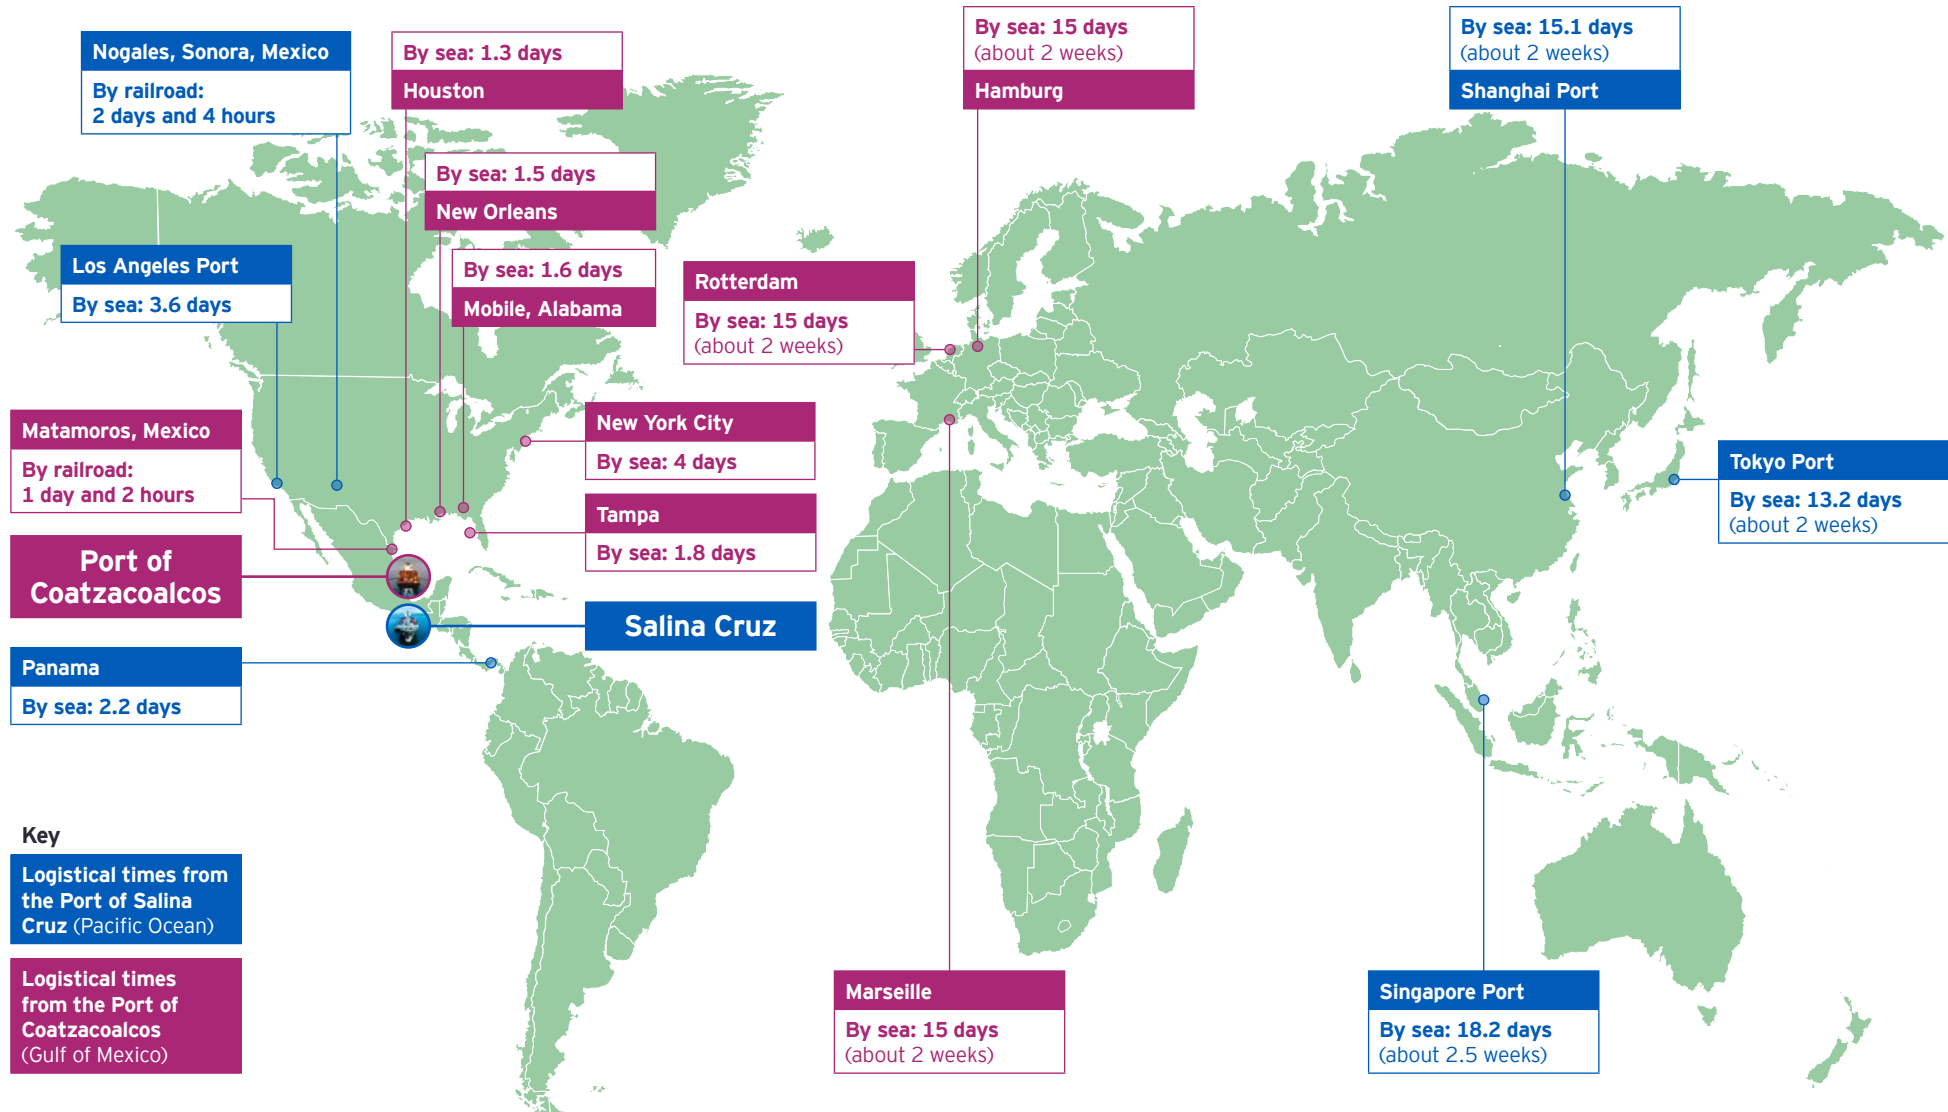 Nogales, Sonora, Mexico
By railroad:
2 days and 4 hours
By sea: 1.3 days
Houston
By sea: 15 days
(about 2 weeks)
Hamburg
By sea: 15.1 days
(about 2 weeks)
Shanghai Port
By sea: 1.5 days
New Orleans
Los Angeles Port
By sea: 3.6 days
By sea: 1.6 days
Mobile, Alabama
Rotterdam
By sea: 15 days
(about 2 weeks)
Matamoros, Mexico
By railroad:
1 day and 2 hours
New York City
By sea: 4 days
Tokyo Port
By sea: 13.2 days
(about 2 weeks)
Tampa
By sea: 1.8 days
Port of
Coatzacoalcos
Salina Cruz
Panama
By sea: 2.2 days
Key
Logistical times from
the Port of Salina
Cruz (Pacific Ocean)
Logistical times
from the Port of
Coatzacoalcos
(Gulf of Mexico)
Marseille
By sea: 15 days
(about 2 weeks)
Singapore Port
By sea: 18.2 days
(about 2.5 weeks)